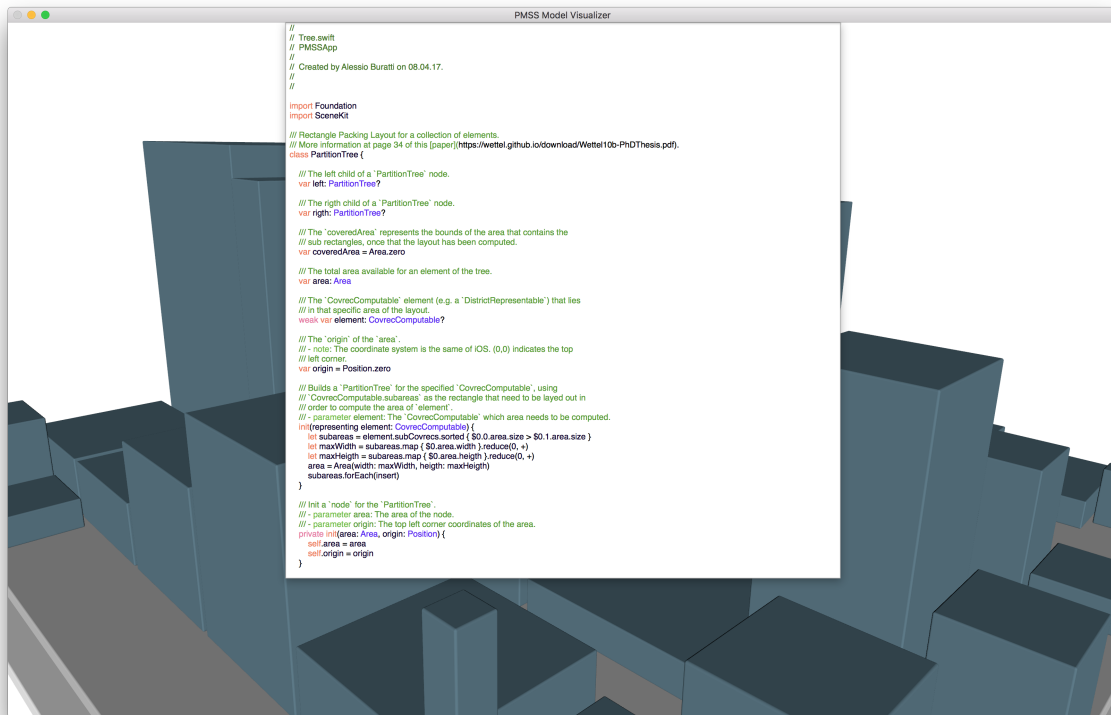 PMSS Model Visualizer
//
//  Tree.swift
//  PMSSApp
//
//  Created by Alessio Buratti on 08.04.17.
//
//
import Foundation
import SceneKit
/// Rectangle Packing Layout for a collection of elements.
/// More information at page 34 of this [paper](https://wettel.github.io/download/Wettel10b-PhDThesis.pdf).
class PartitionTree {
/// The left child of a `PartitionTree` node.
var left: PartitionTree?
/// The rigth child of a `PartitionTree` node.
var rigth: PartitionTree?
/// The `coveredArea` represents the bounds of the area that contains the
/// sub rectangles, once that the layout has been computed.
var coveredArea = Area.zero
/// The total area available for an element of the tree.
var area: Area
/// The `CovrecComputable` element (e.g. a `DistrictRepresentable`) that lies
/// in that specific area of the layout.
weak var element: CovrecComputable?
/// The `origin` of the `area`.
/// - note: The coordinate system is the same of iOS. (0,0) indicates the top
/// left corner.
var origin = Position.zero
/// Builds a `PartitionTree` for the specified `CovrecComputable`, using
/// `CovrecComputable.subareas` as the rectangle that need to be layed out in
/// order to compute the area of `element`.
/// - parameter element: The `CovrecComputable` which area needs to be computed.
init(representing element: CovrecComputable) {
let subareas = element.subCovrecs.sorted { $0.0.area.size > $0.1.area.size }
let maxWidth = subareas.map { $0.area.width }.reduce(0, +)
let maxHeigth = subareas.map { $0.area.heigth }.reduce(0, +)
area = Area(width: maxWidth, heigth: maxHeigth)
subareas.forEach(insert)
}
/// Init a `node` for the `PartitionTree`.
/// - parameter area: The area of the node.
/// - parameter origin: The top left corner coordinates of the area.
private init(area: Area, origin: Position) {
self.area = area
self.origin = origin
}